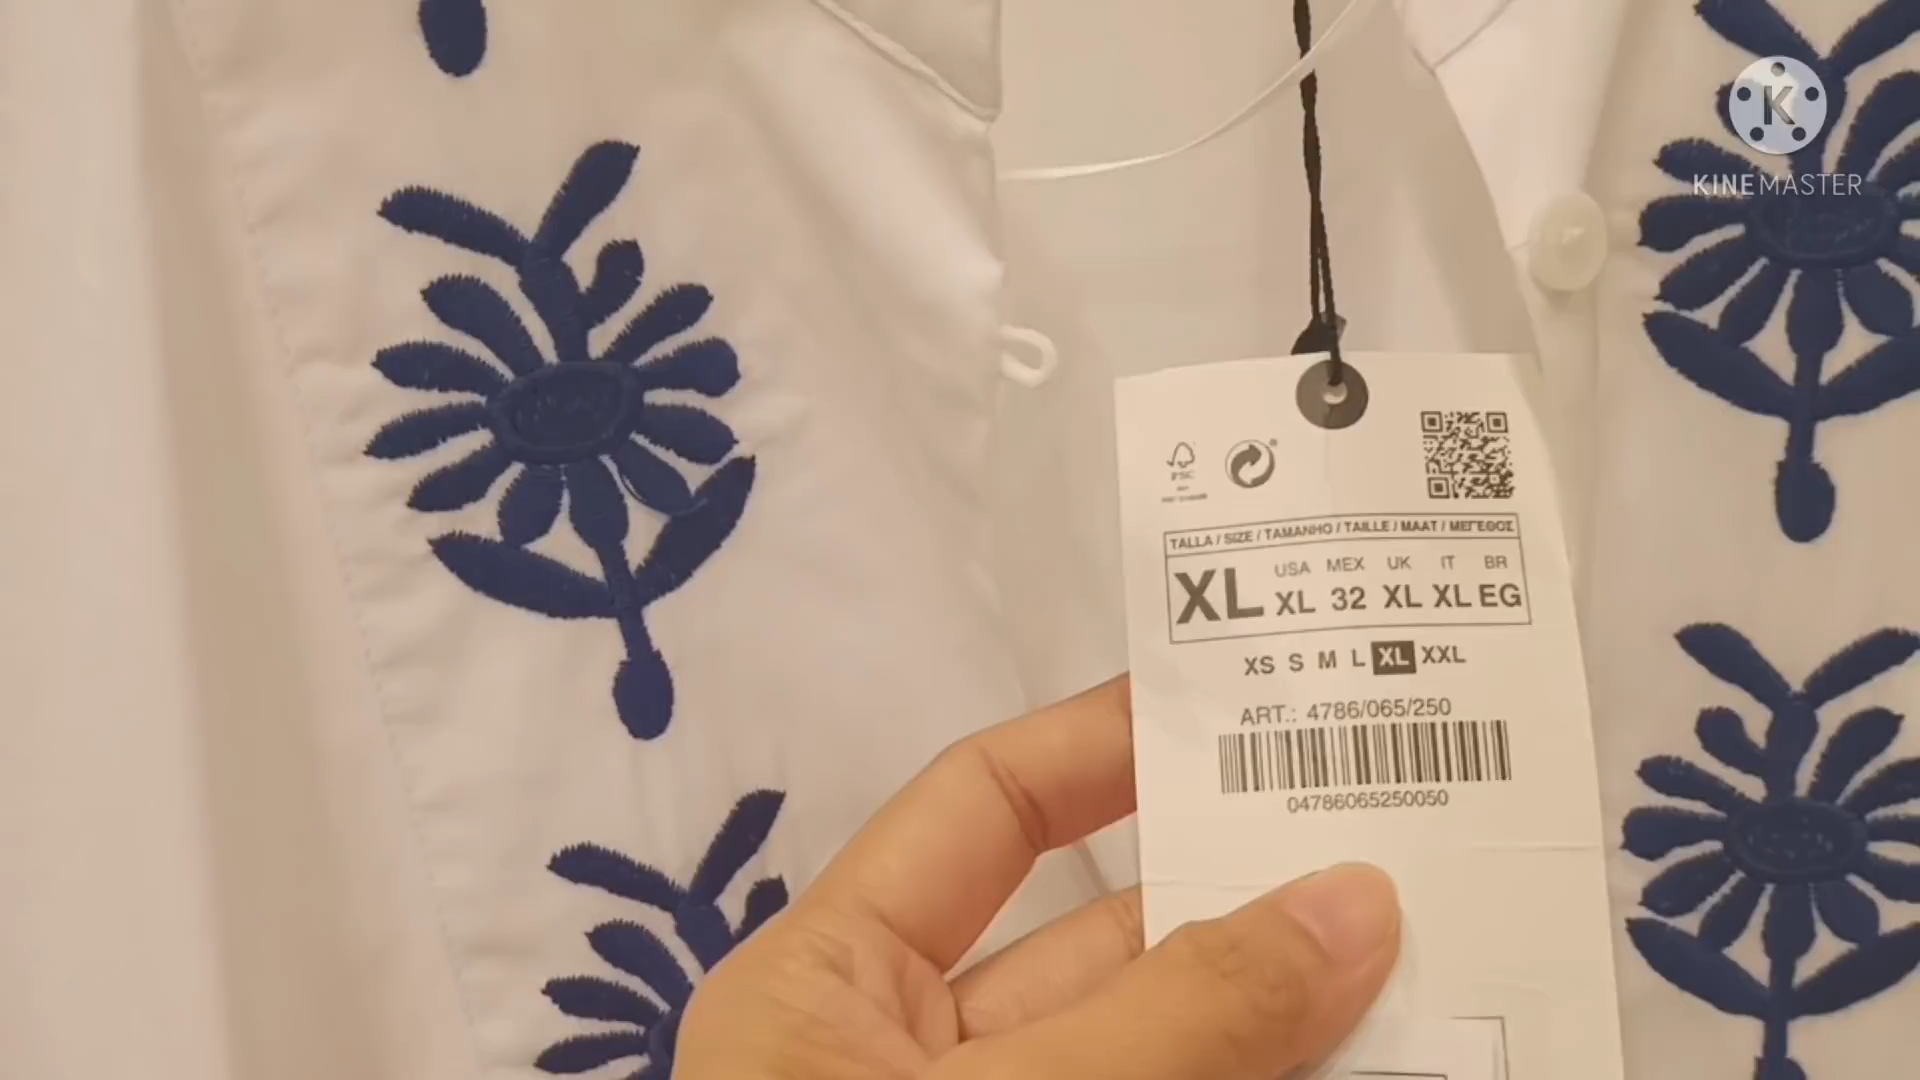 KINEMASTER
FSC
TALLA / SIZE / TAMANHO / TAILLE / MAAT / ΜΕΓΕΘΟΣ
XL
USA MEX UK IT BR
XL 32 XL XL EG
XS S M L XL XXL
ART.: 4786/065/250
04786065250050